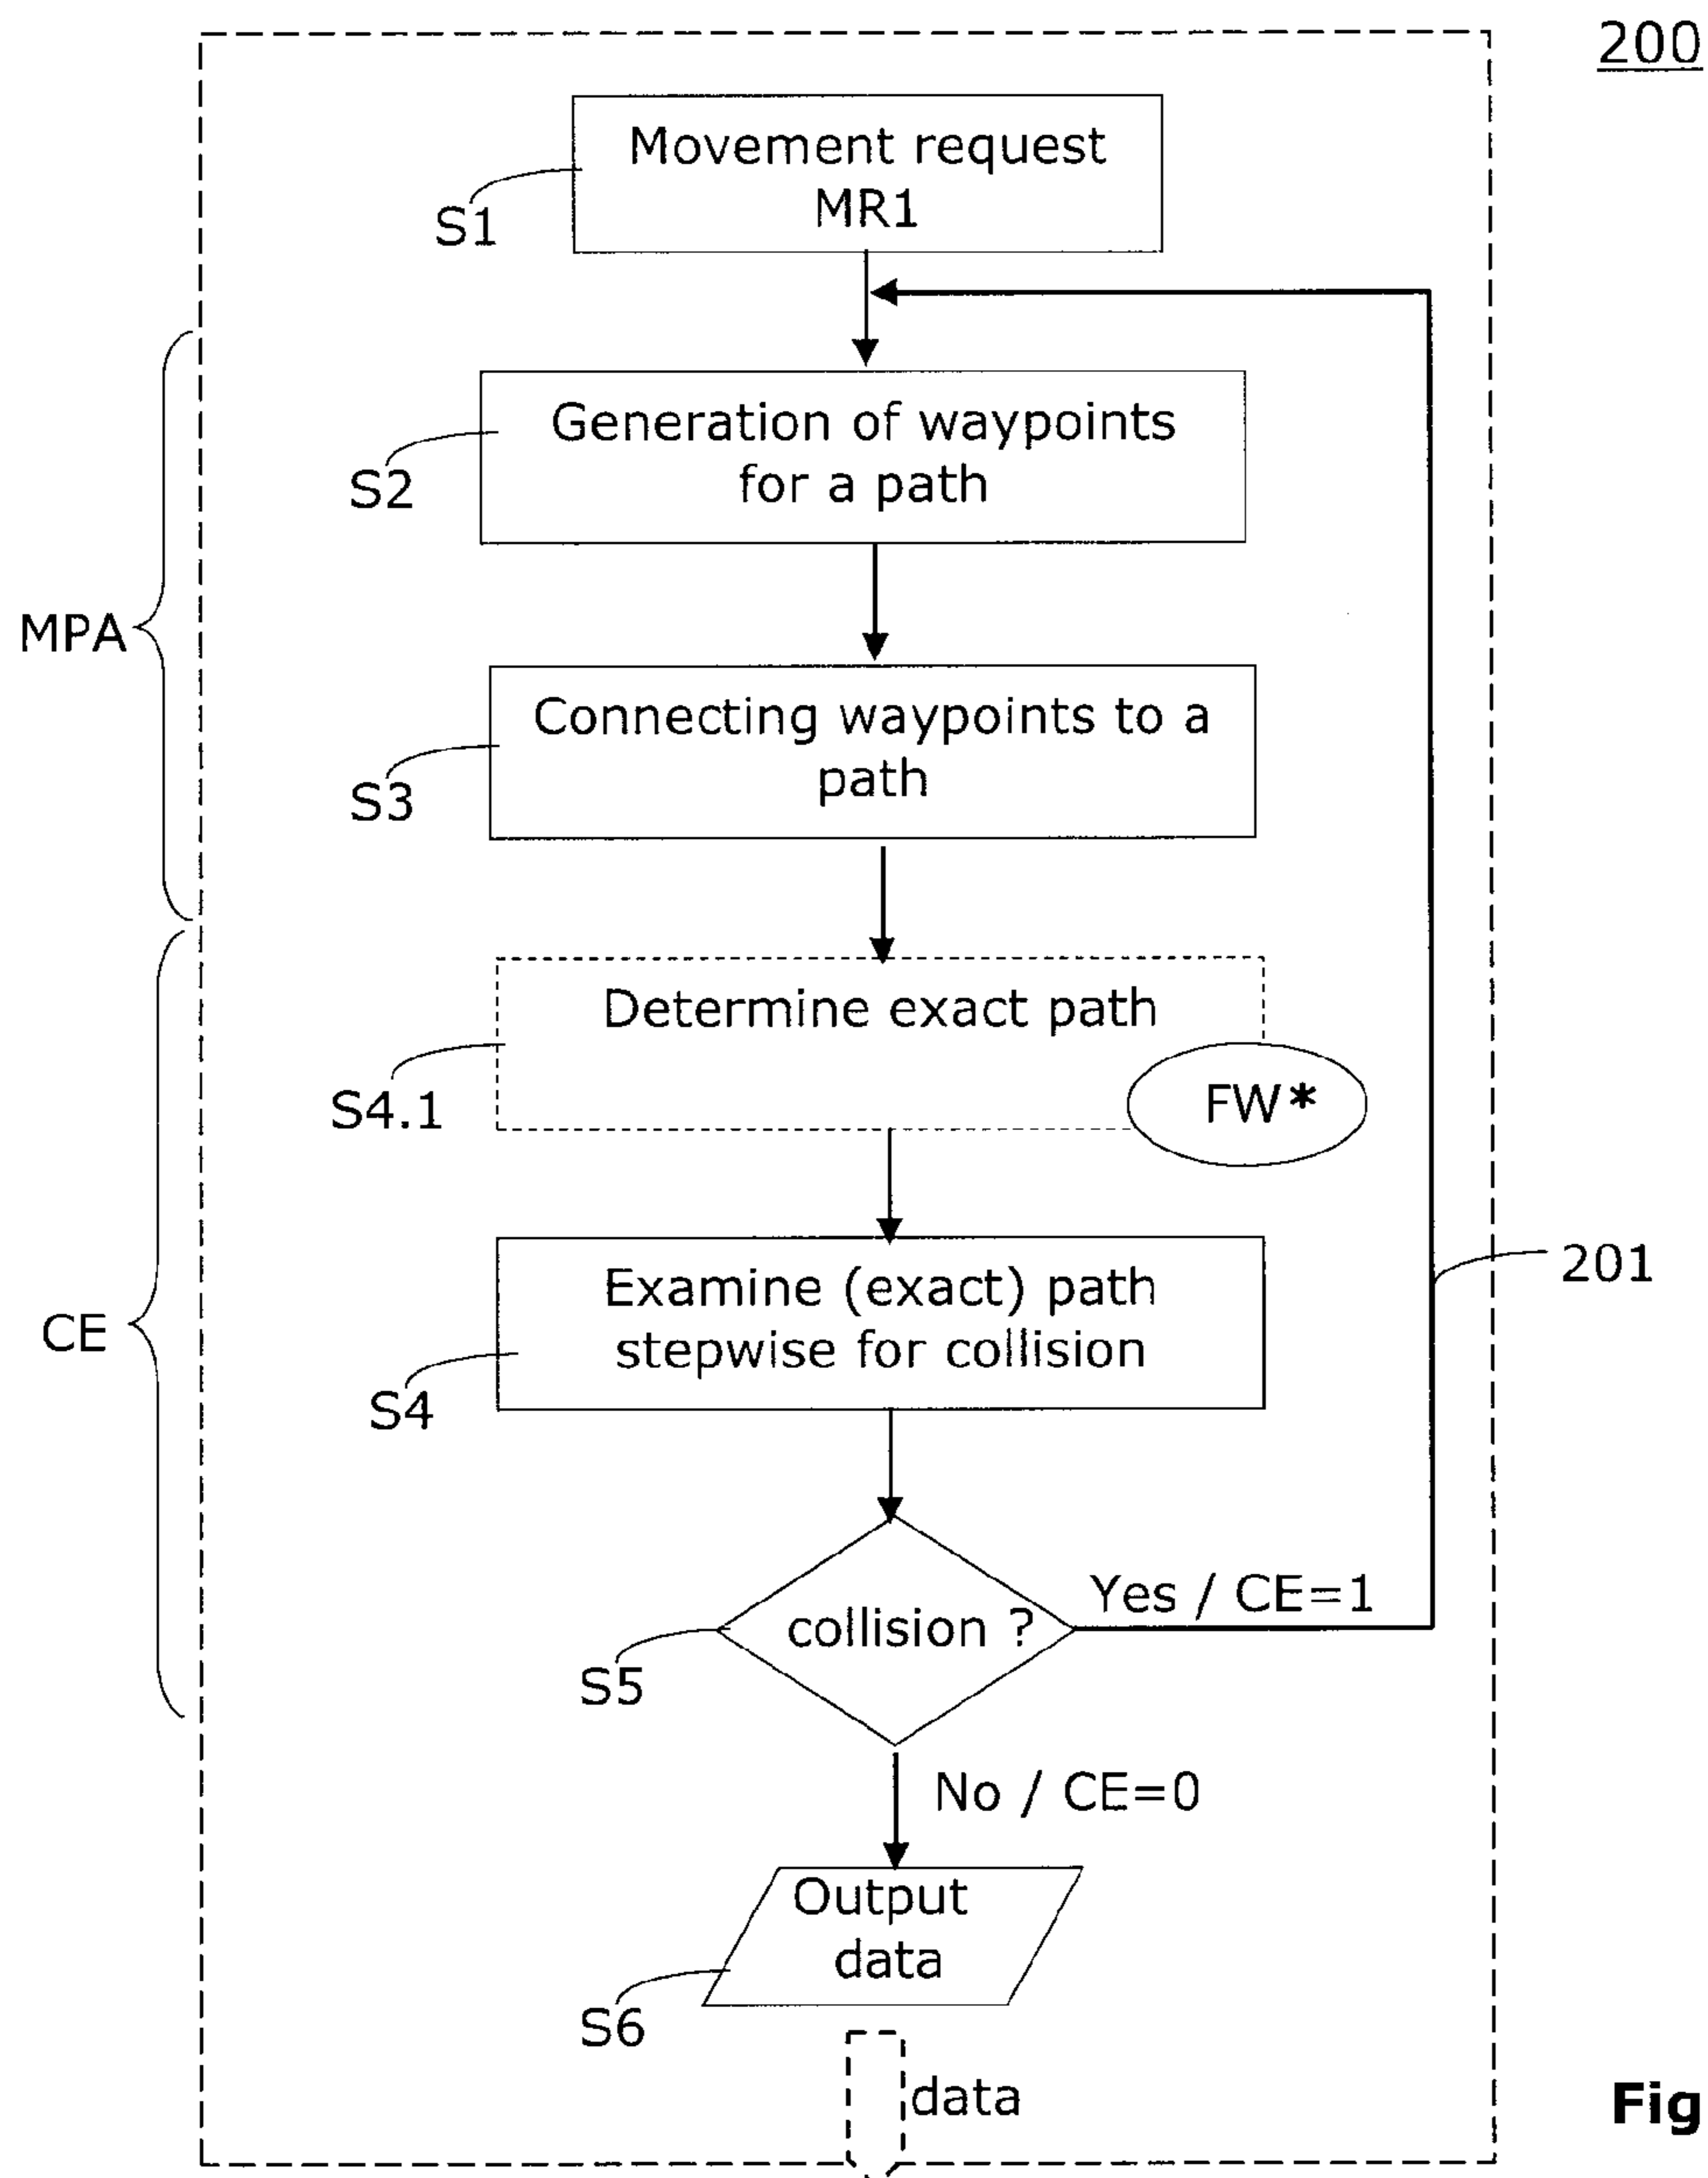 200
Movement request
MR1
S1
Generation of waypoints
for a path
S2
MPA
Connecting waypoints to a
path
S3
Determine exact path
FW*
S4.1
Examine (exact) path
stepwise for collision
201
CE
S4
Yes / CE=1
collision ?
S5
No / CE=0
Output
data
S6
data
Fig